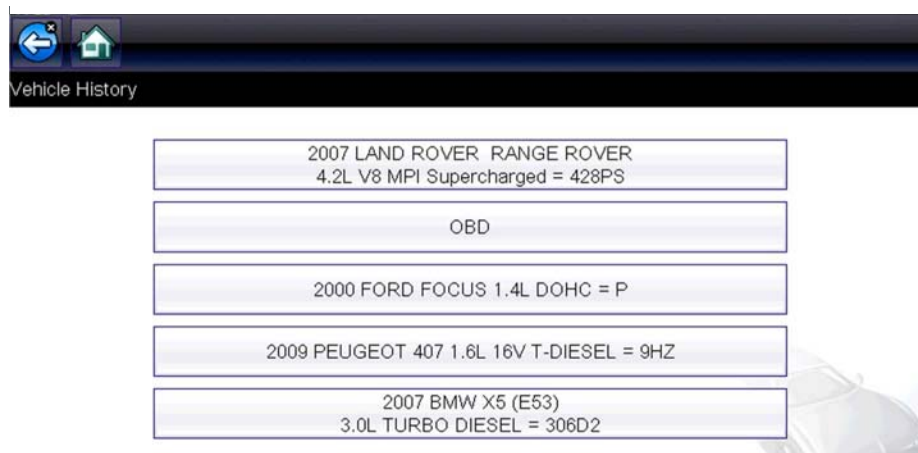 Vehicle History
2007 LAND ROVER RANGE ROVER
4.2L V8 MPI Supercharged = 428PS
OBD
2000 FORD FOCUS 1.4L DOHC = P
2009 PEUGEOT 407 1.6L 16V T-DIESEL = 9HZ
2007 BMW X5 (E53)
3.0L TURBO DIESEL = 306D2